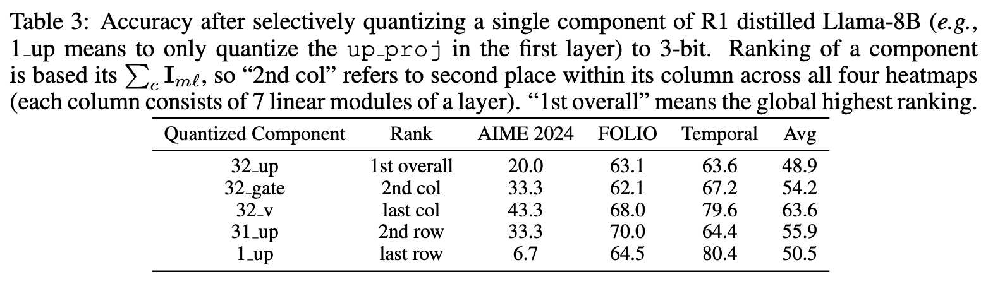 Table 3: Accuracy after selectively quantizing a single component of R1 distilled Llama-8B (e.g.,
1_up means to only quantize the up_proj in the first layer) to 3-bit. Ranking of a component
is based its ∑_c I_mℓ, so “2nd col” refers to second place within its column across all four heatmaps
(each column consists of 7 linear modules of a layer). “1st overall” means the global highest ranking.
Quantized Component Rank AIME 2024 FOLIO Temporal Avg
32_up 1st overall 20.0 63.1 63.6 48.9
32_gate 2nd col 33.3 62.1 67.2 54.2
32_v last col 43.3 68.0 79.6 63.6
31_up 2nd row 33.3 70.0 64.4 55.9
1_up last row 6.7 64.5 80.4 50.5